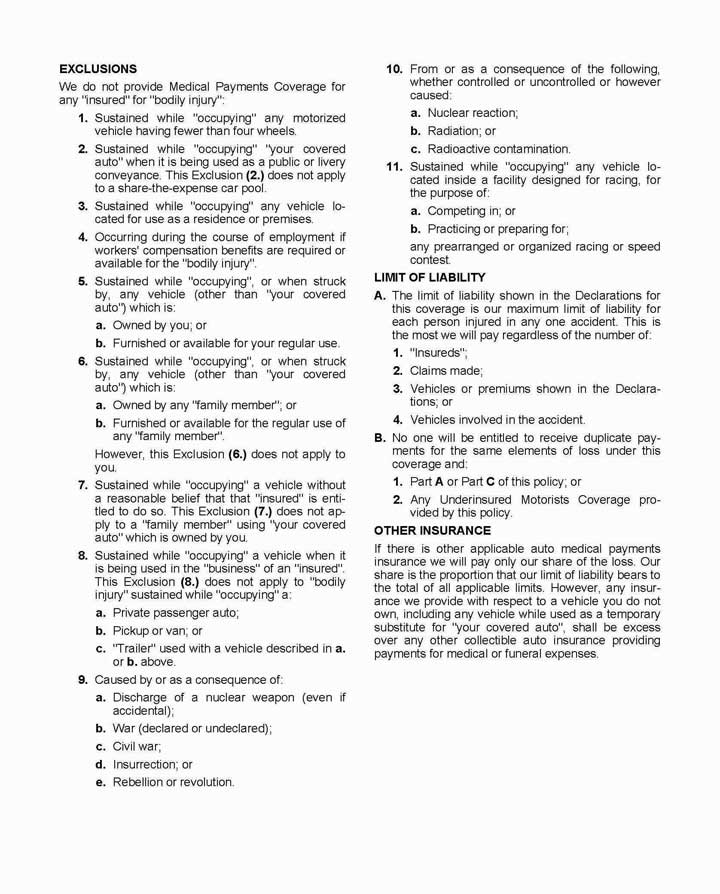 EXCLUSIONS
We do not provide Medical Payments Coverage for
any "insured" for "bodily injury":
1. Sustained while "occupying" any motorized
vehicle having fewer than four wheels.
2. Sustained while "occupying" "your covered
auto" when it is being used as a public or livery
conveyance. This Exclusion (2.) does not apply
to a share-the-expense car pool.
3. Sustained while "occupying" any vehicle lo-
cated for use as a residence or premises.
4. Occurring during the course of employment if
workers' compensation benefits are required or
available for the "bodily injury".
5. Sustained while "occupying", or when struck
by, any vehicle (other than "your covered
auto") which is:
a. Owned by you; or
b. Furnished or available for your regular use.
6. Sustained while "occupying", or when struck
by, any vehicle (other than "your covered
auto") which is:
a. Owned by any "family member"; or
b. Furnished or available for the regular use of
any "family member".
However, this Exclusion (6.) does not apply to
you.
7. Sustained while "occupying" a vehicle without
a reasonable belief that that "insured" is enti-
tled to do so. This Exclusion (7.) does not ap-
ply to a "family member" using "your covered
auto" which is owned by you.
8. Sustained while "occupying" a vehicle when it
is being used in the "business" of an "insured".
This Exclusion (8.) does not apply to "bodily
injury" sustained while "occupying" a:
a. Private passenger auto;
b. Pickup or van; or
c. "Trailer" used with a vehicle described in a.
or b. above.
9. Caused by or as a consequence of:
a. Discharge of a nuclear weapon (even if
accidental);
b. War (declared or undeclared);
c. Civil war;
d. Insurrection; or
e. Rebellion or revolution.
10. From or as a consequence of the following,
whether controlled or uncontrolled or however
caused:
a. Nuclear reaction;
b. Radiation; or
c. Radioactive contamination.
11. Sustained while "occupying" any vehicle lo-
cated inside a facility designed for racing, for
the purpose of:
a. Competing in; or
b. Practicing or preparing for;
any prearranged or organized racing or speed
contest.
LIMIT OF LIABILITY
A. The limit of liability shown in the Declarations for
this coverage is our maximum limit of liability for
each person injured in any one accident. This is
the most we will pay regardless of the number of:
1. "Insureds";
2. Claims made;
3. Vehicles or premiums shown in the Declara-
tions; or
4. Vehicles involved in the accident.
B. No one will be entitled to receive duplicate pay-
ments for the same elements of loss under this
coverage and:
1. Part A or Part C of this policy; or
2. Any Underinsured Motorists Coverage pro-
vided by this policy.
OTHER INSURANCE
If there is other applicable auto medical payments
insurance we will pay only our share of the loss. Our
share is the proportion that our limit of liability bears to
the total of all applicable limits. However, any insur-
ance we provide with respect to a vehicle you do not
own, including any vehicle while used as a temporary
substitute for "your covered auto", shall be excess
over any other collectible auto insurance providing
payments for medical or funeral expenses.